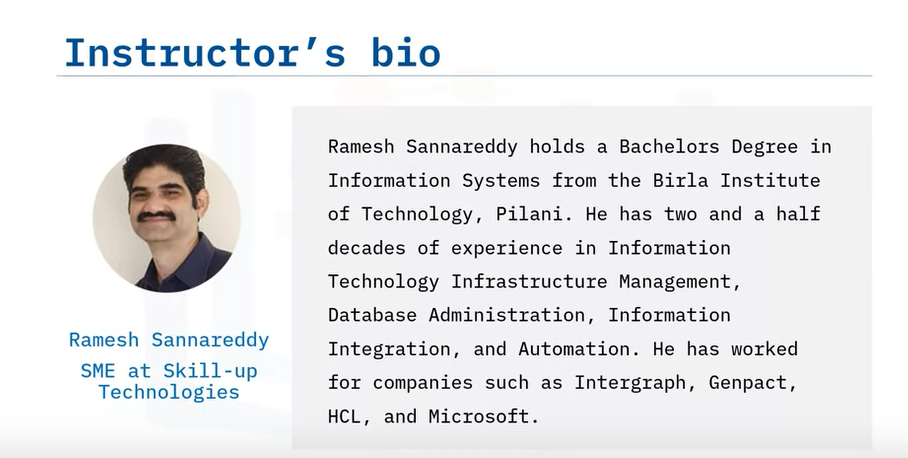 Instructor’s bio
Ramesh Sannareddy
SME at Skill-up
Technologies
Ramesh Sannareddy holds a Bachelors Degree in
Information Systems from the Birla Institute
of Technology, Pilani. He has two and a half
decades of experience in Information
Technology Infrastructure Management,
Database Administration, Information
Integration, and Automation. He has worked
for companies such as Intergraph, Genpact,
HCL, and Microsoft.